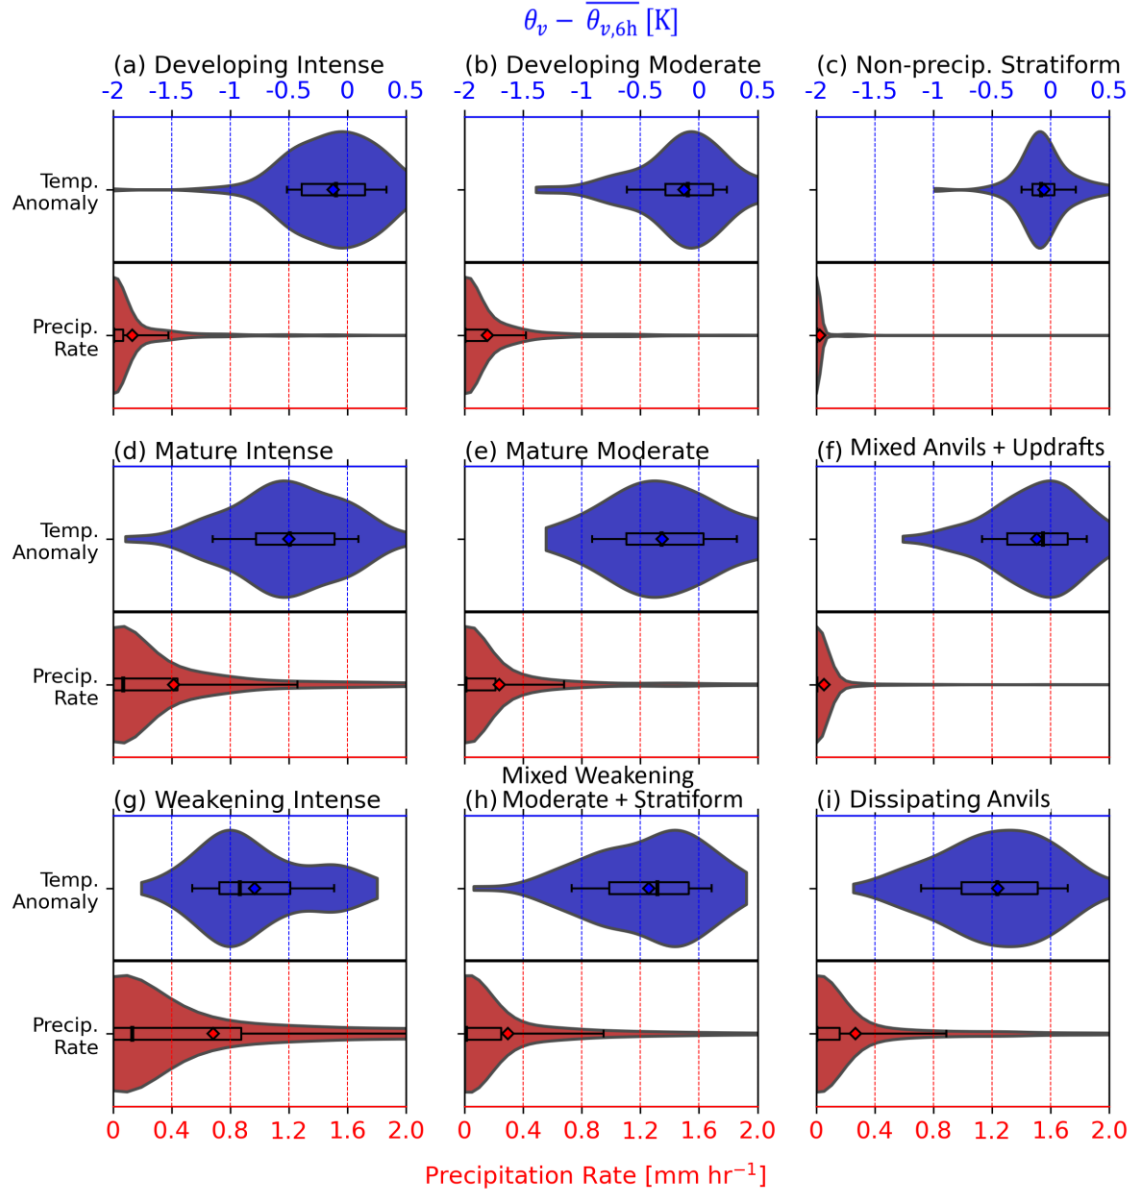 θv − θv,6h [K]
(a) Developing Intense
(b) Developing Moderate
(c) Non-precip. Stratiform
-2 -1.5 -1 -0.5 0 0.5
-2 -1.5 -1 -0.5 0 0.5
-2 -1.5 -1 -0.5 0 0.5
Temp.
Anomaly
Precip.
Rate
(d) Mature Intense
(e) Mature Moderate
(f) Mixed Anvils + Updrafts
Temp.
Anomaly
Precip.
Rate
(g) Weakening Intense
Mixed Weakening
(h) Moderate + Stratiform
(i) Dissipating Anvils
Temp.
Anomaly
Precip.
Rate
0 0.4 0.8 1.2 1.6 2.0
0 0.4 0.8 1.2 1.6 2.0
0 0.4 0.8 1.2 1.6 2.0
Precipitation Rate [mm hr⁻¹]